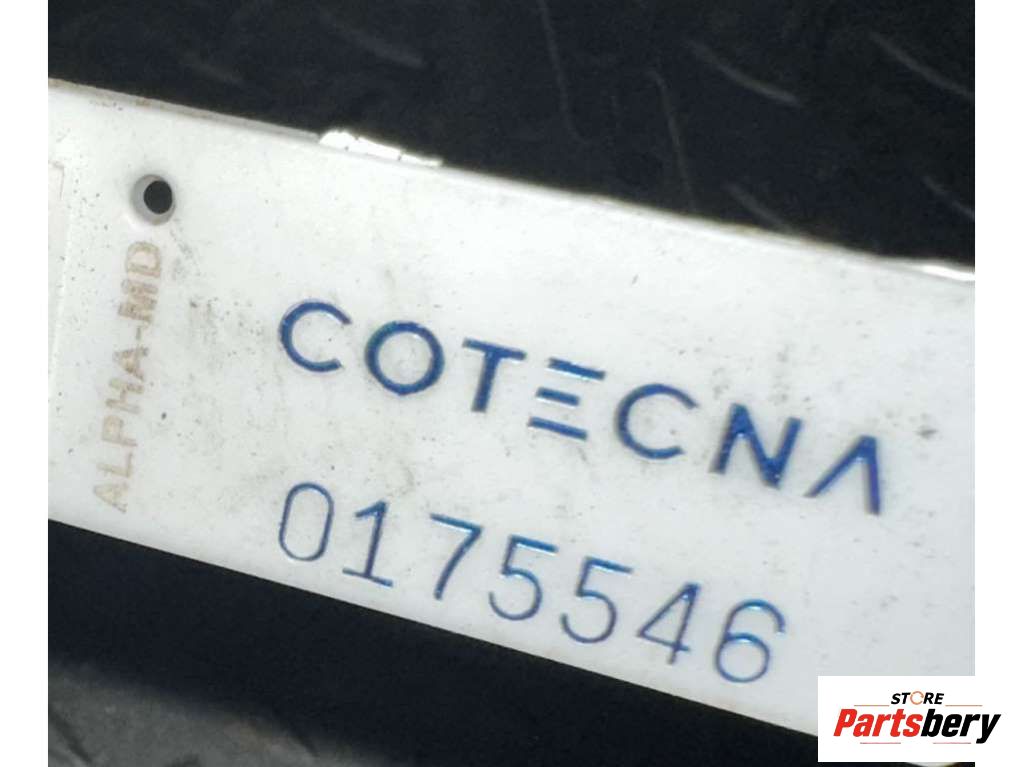 ALPHA-MD
COTECNA
0175546
STORE
Partsbery